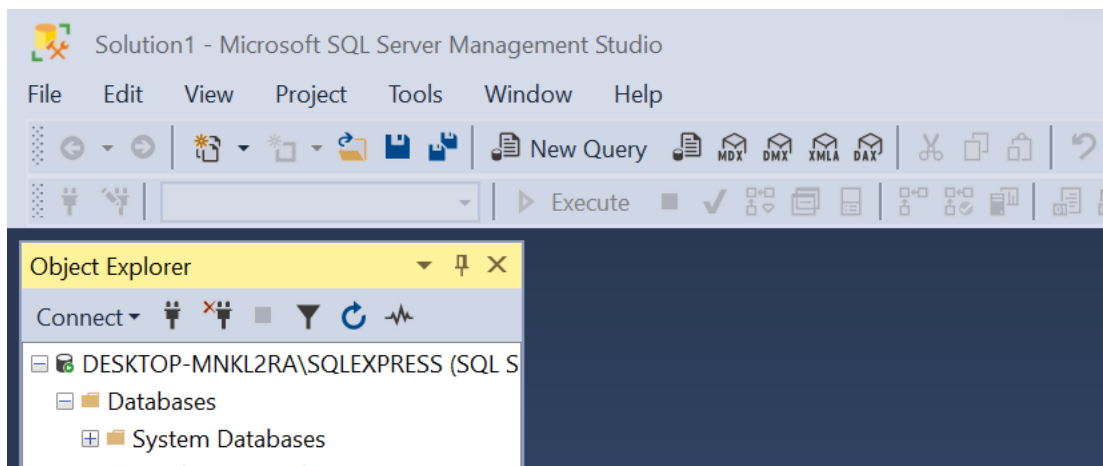 Solution1 - Microsoft SQL Server Management Studio
File Edit View Project Tools Window Help
New Query MDX DMX XMLA DAX
Execute
Object Explorer
Connect
DESKTOP-MNKL2RA\SQLEXPRESS (SQL S
Databases
System Databases